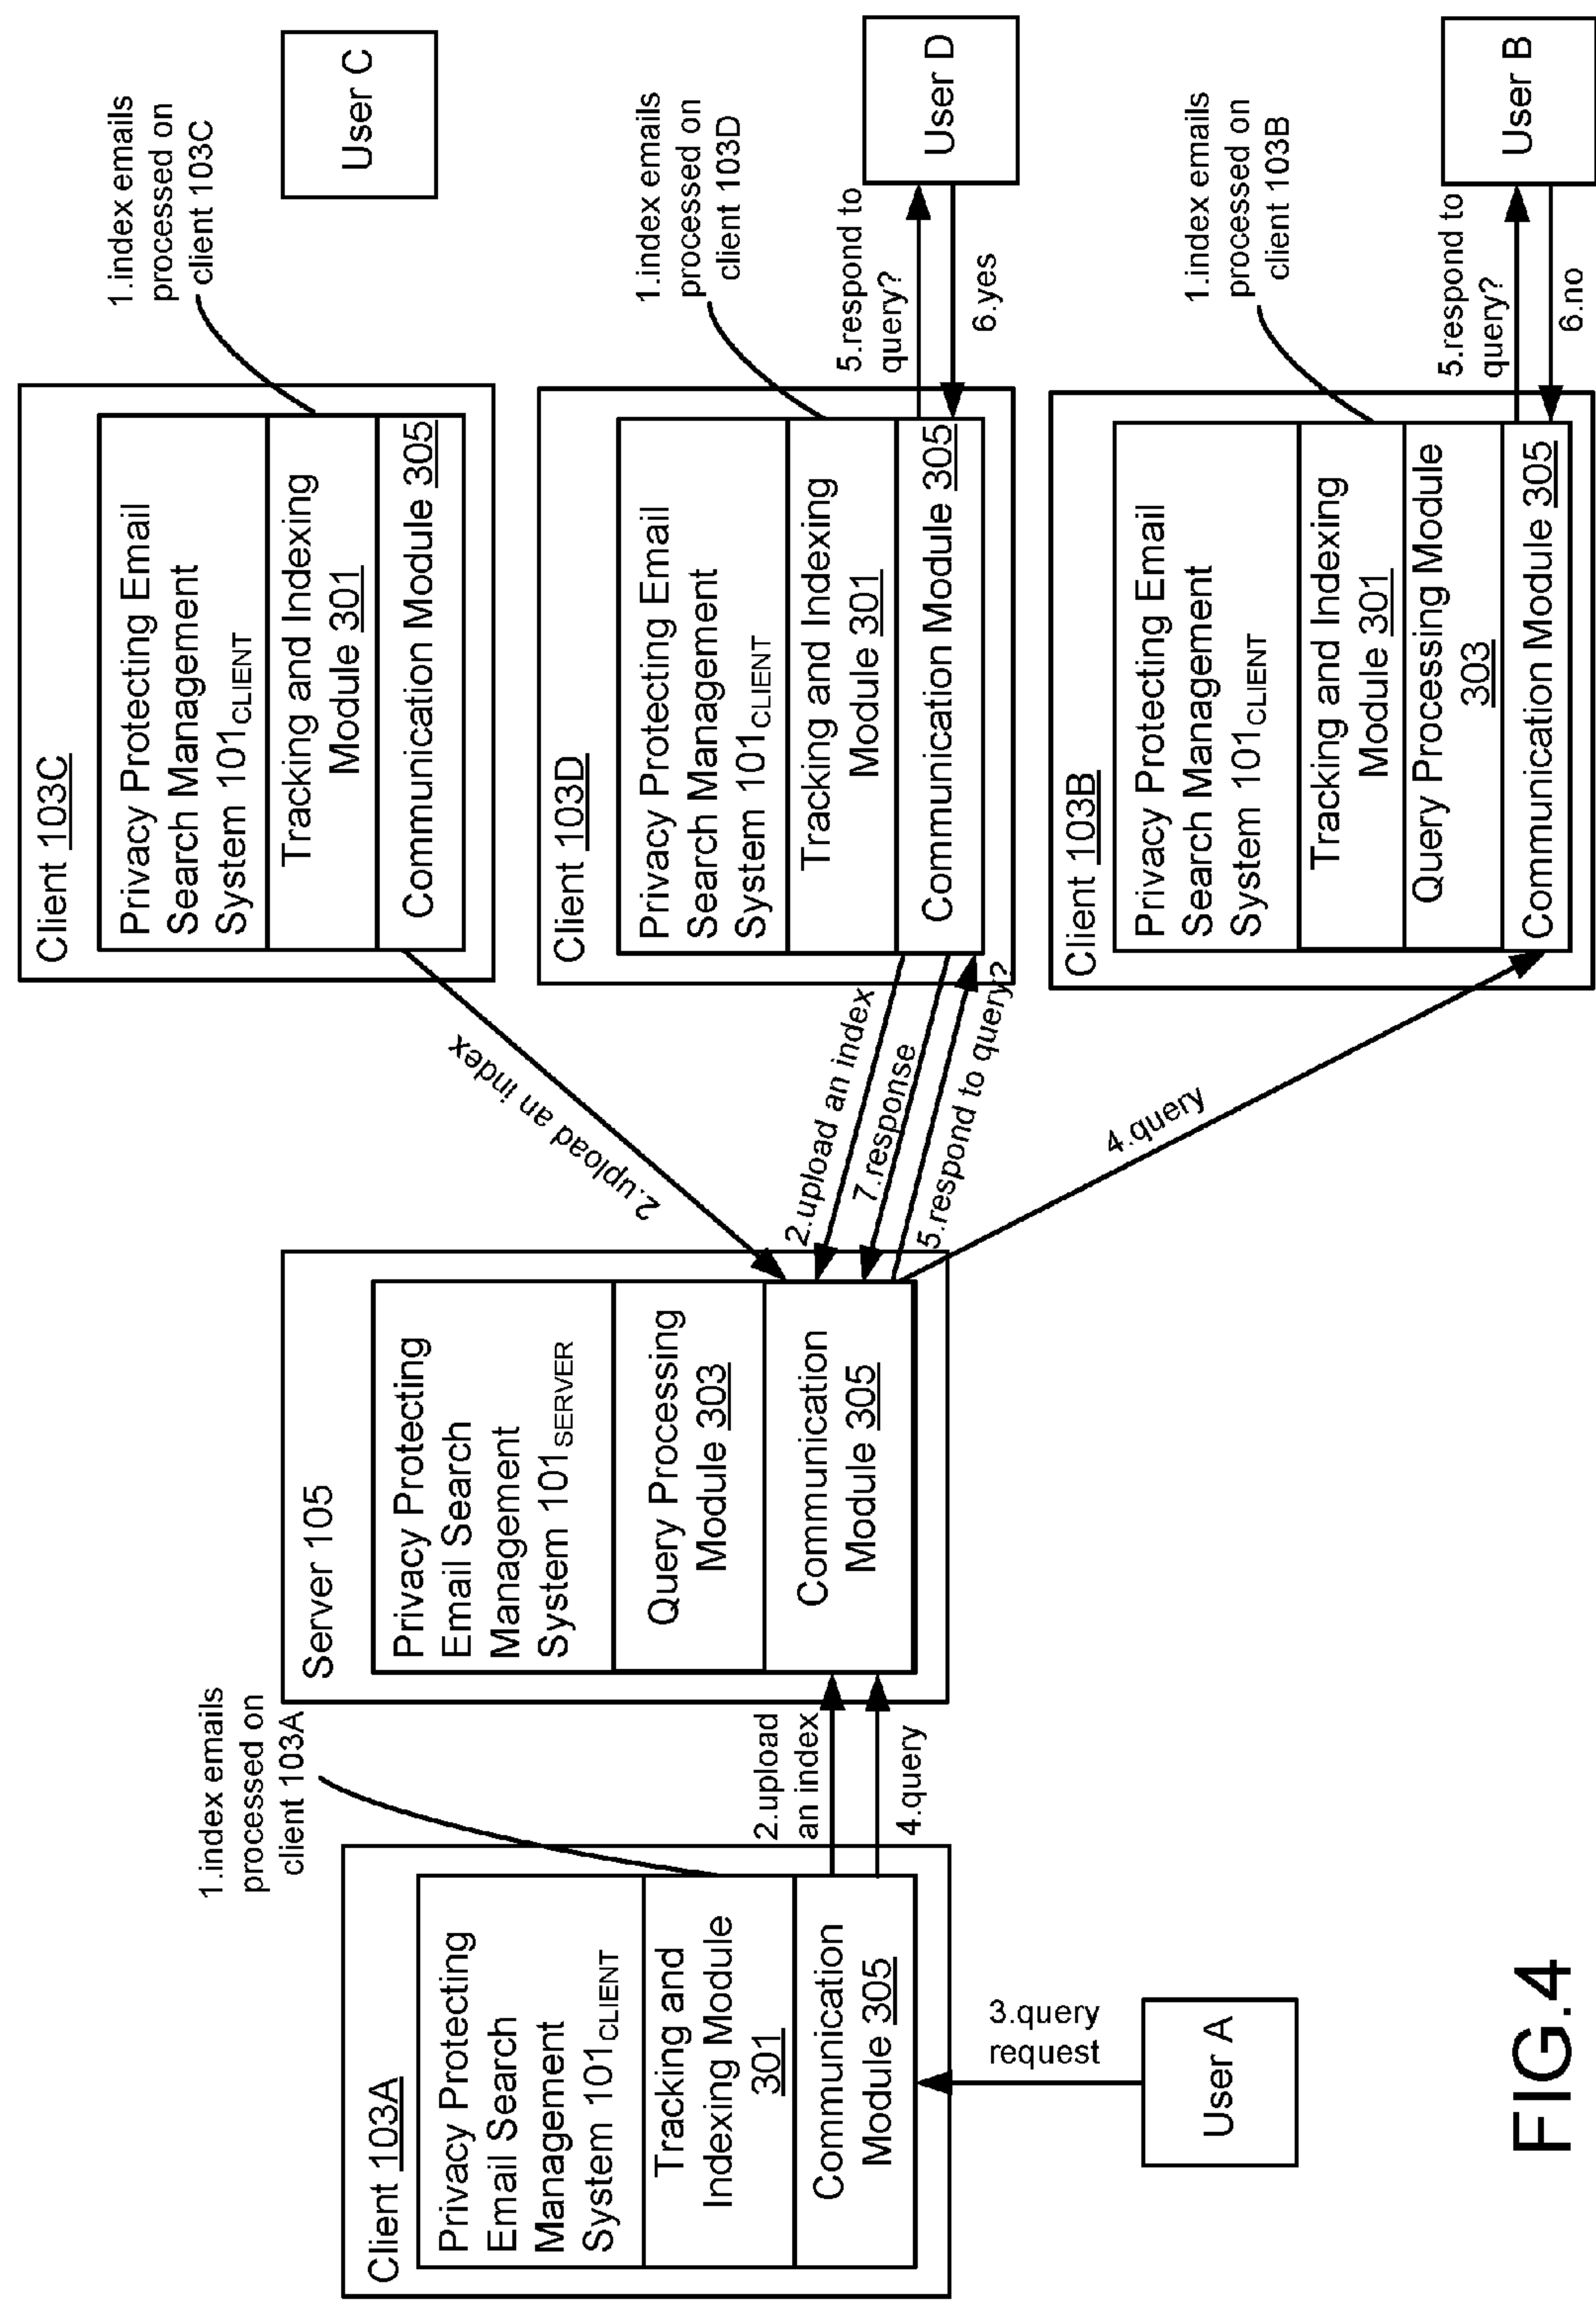 Client 103A
Privacy Protecting
Email Search
Management
System 101CLIENT
Tracking and
Indexing Module
301
Communication
Module 305
1.index emails
processed on
client 103A
2.upload
an index
4.query
3.query
request
User A
Server 105
Privacy Protecting
Email Search
Management
System 101SERVER
Query Processing
Module 303
Communication
Module 305
2.upload an index
2.upload an index
7.response
5.respond to query?
4.query
Client 103C
Privacy Protecting Email
Search Management
System 101CLIENT
Tracking and Indexing
Module 301
Communication Module 305
1.index emails
processed on
client 103C
User C
Client 103D
Privacy Protecting Email
Search Management
System 101CLIENT
Tracking and Indexing
Module 301
Communication Module 305
1.index emails
processed on
client 103D
5.respond to
query?
6.yes
User D
Client 103B
Privacy Protecting Email
Search Management
System 101CLIENT
Tracking and Indexing
Module 301
Query Processing Module
303
Communication Module 305
1.index emails
processed on
client 103B
5.respond to
query?
6.no
User B
FIG.4